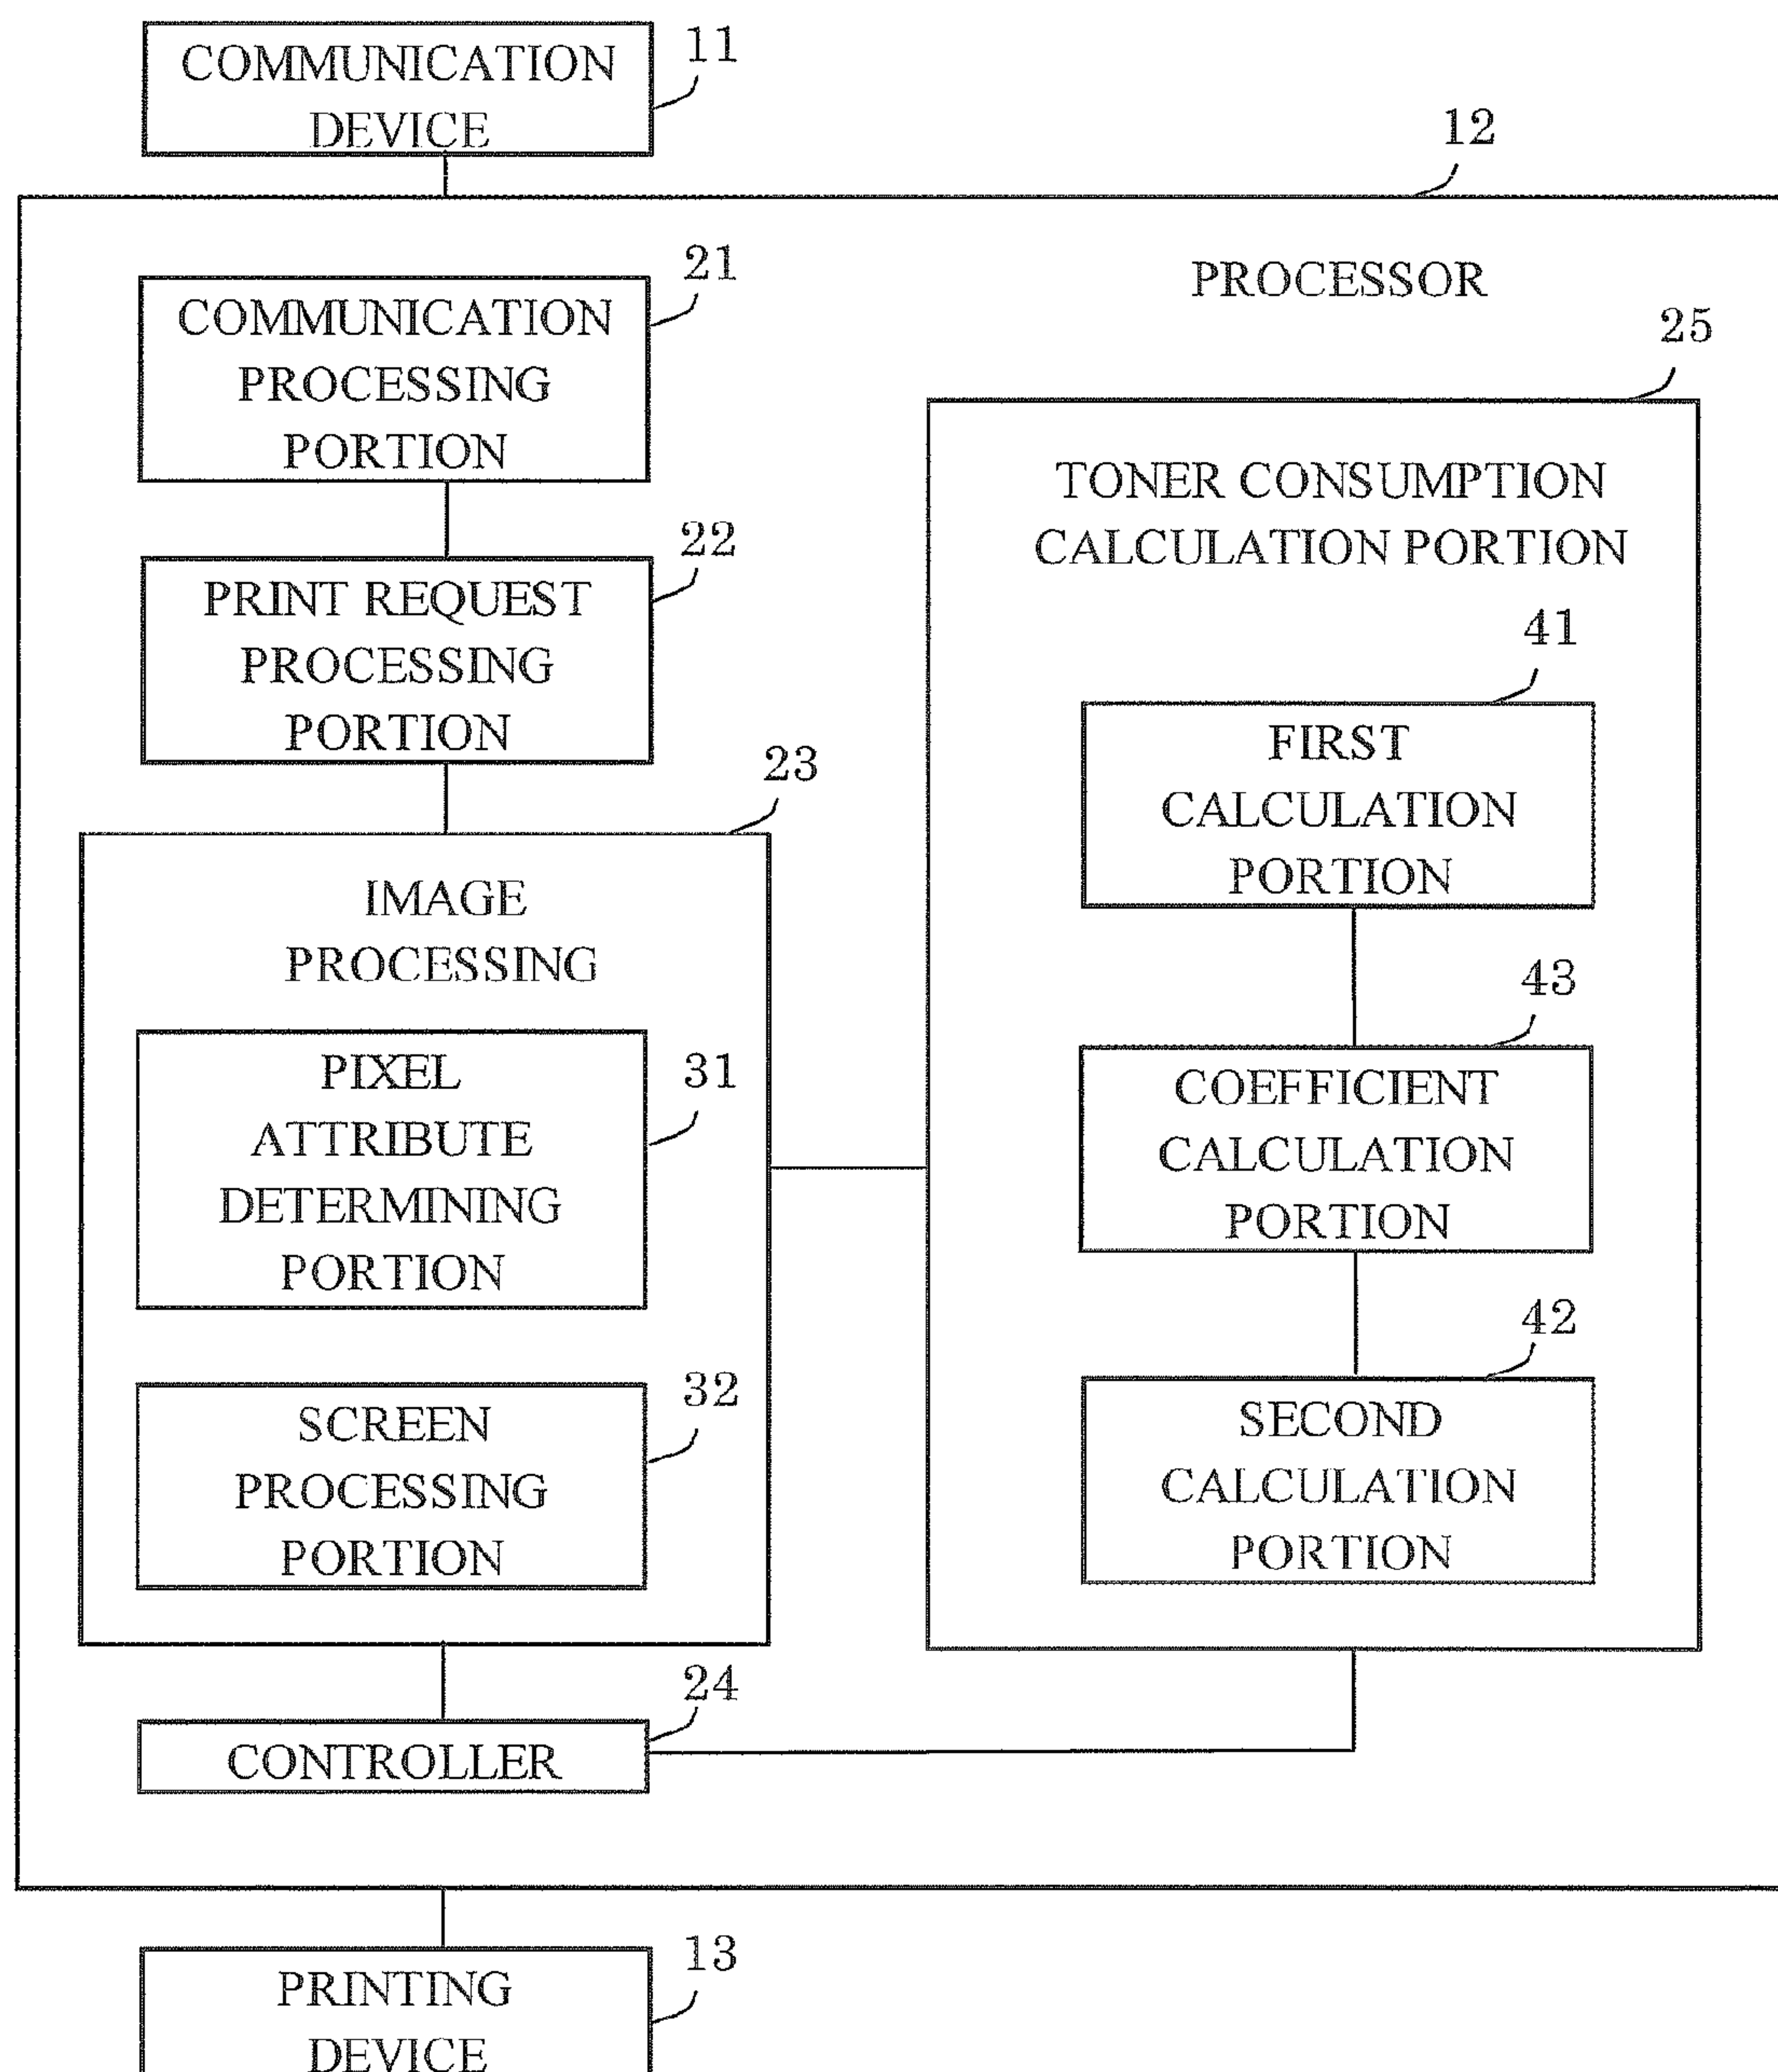 COMMUNICATION
DEVICE
11
12
PROCESSOR
21
COMMUNICATION
PROCESSING
PORTION
22
PRINT REQUEST
PROCESSING
PORTION
23
IMAGE
PROCESSING
31
PIXEL
ATTRIBUTE
DETERMINING
PORTION
32
SCREEN
PROCESSING
PORTION
24
CONTROLLER
25
TONER CONSUMPTION
CALCULATION PORTION
41
FIRST
CALCULATION
PORTION
43
COEFFICIENT
CALCULATION
PORTION
42
SECOND
CALCULATION
PORTION
13
PRINTING
DEVICE